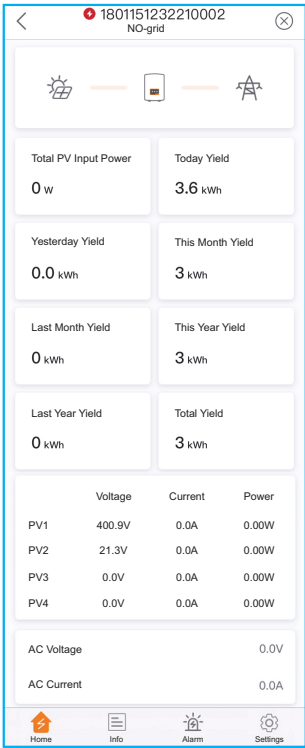 1801151232210002
NO-grid
Total PV Input Power
Today Yield
0 W
3.6 kWh
Yesterday Yield
This Month Yield
0.0 kWh
3 kWh
Last Month Yield
This Year Yield
0 kWh
3 kWh
Last Year Yield
Total Yield
0 kWh
3 kWh
Voltage Current Power
PV1 400.9V 0.0A 0.00W
PV2 21.3V 0.0A 0.00W
PV3 0.0V 0.0A 0.00W
PV4 0.0V 0.0A 0.00W
AC Voltage 0.0V
AC Current 0.0A
Home Info Alarm Settings